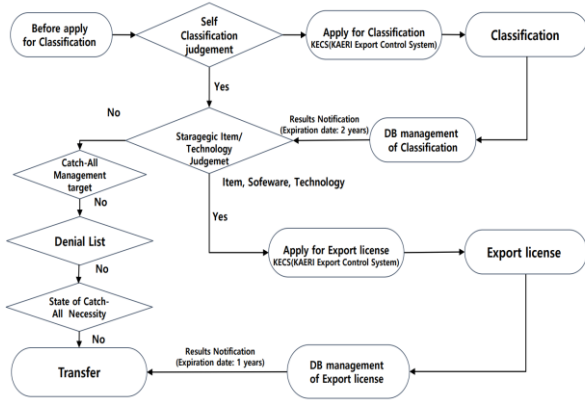 Before apply
for Classification
Self
Classification
judgement
Apply for Classification
KECS(KAERI Export Control System)
Classification
Yes
No
Results Notification
(Expiration date: 2 years)
DB management
of Classification
Staragegic Item/
Technology
Judgemet
Item, Sofeware, Technology
Catch-All
Management
target
No
Yes
Denial List
Apply for Export license
KECS(KAERI Export Control System)
Export license
No
State of Catch-
All Necessity
No
Results Notification
(Expiration date: 1 years)
Transfer
DB management
of Export license